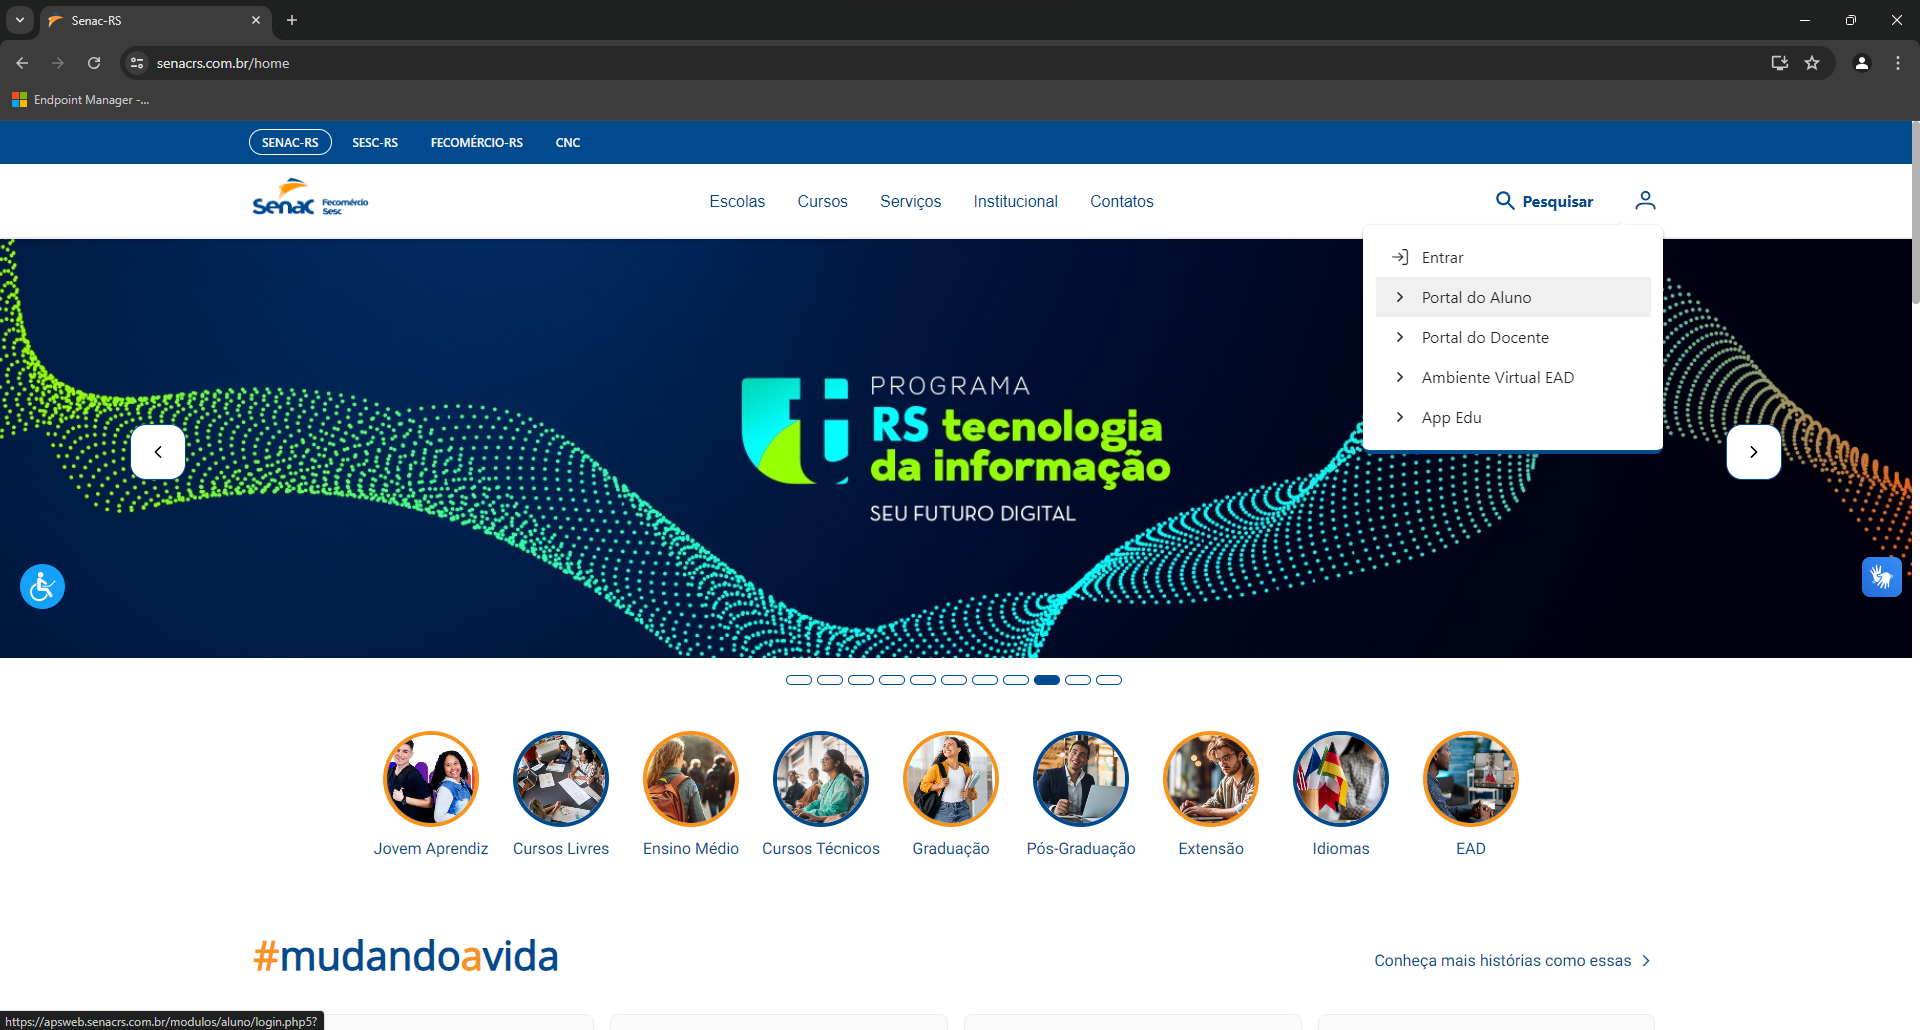 Senac-RS
senacrs.com.br/home
Endpoint Manager -...
SENAC-RS SESC-RS FECOMÉRCIO-RS CNC
Senac Fecomércio Sesc
Escolas Cursos Serviços Institucional Contatos
Pesquisar
Entrar
Portal do Aluno
Portal do Docente
Ambiente Virtual EAD
App Edu
PROGRAMA
RS tecnologia
da informação
SEU FUTURO DIGITAL
Jovem Aprendiz Cursos Livres Ensino Médio Cursos Técnicos Graduação Pós-Graduação Extensão Idiomas EAD
#mudandoavida
Conheça mais histórias como essas
https://apsweb.senacrs.com.br/modulos/aluno/login.php5?